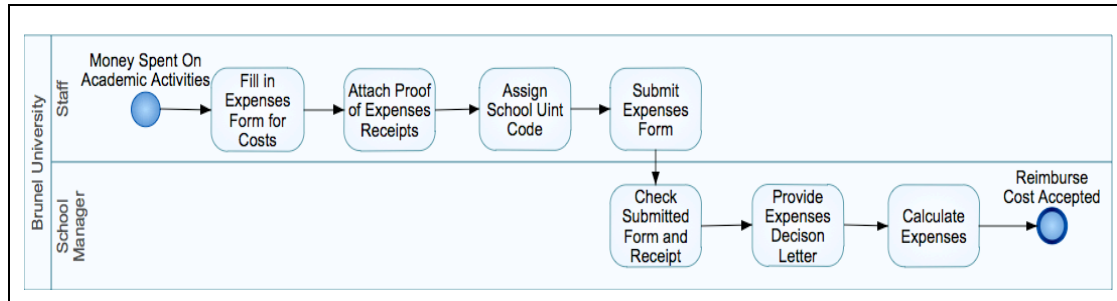 Brunel University
Staff
Money Spent On
Academic Activities
Fill in
Expenses
Form for
Costs
Attach Proof
of Expenses
Receipts
Assign
School Uint
Code
Submit
Expenses
Form
School
Manager
Check
Submitted
Form and
Receipt
Provide
Expenses
Decison
Letter
Calculate
Expenses
Reimburse
Cost Accepted